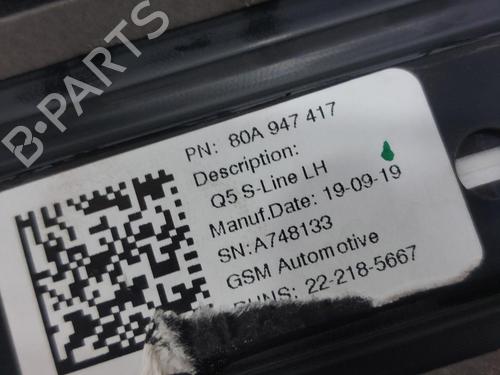 B-PARTS
PN: 80A 947 417
Description:
Q5 S-Line LH
Manuf.Date: 19-09-19
SN:A748133
GSM Automotive
DUNS: 22-218-5667